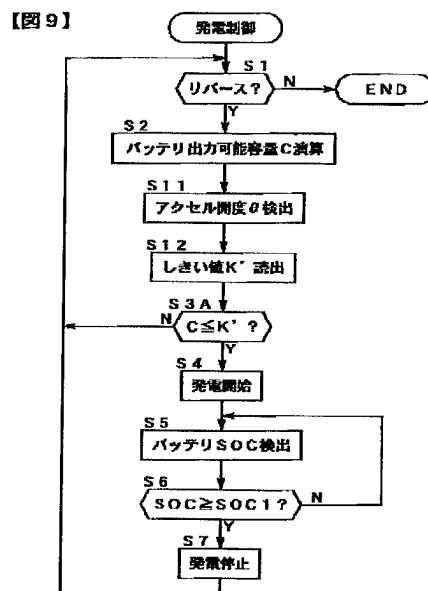 【図９】
発電制御
Ｓ１
リバース？
Ｎ
ＥＮＤ
Ｙ
Ｓ２
バッテリ出力可能容量Ｃ演算
Ｓ１１
アクセル開度θ検出
Ｓ１２
しきい値Ｋ’読出
Ｓ３Ａ
Ｎ
Ｃ≦Ｋ’？
Ｙ
Ｓ４
発電開始
Ｓ５
バッテリＳＯＣ検出
Ｓ６
ＳＯＣ≧ＳＯＣ１？
Ｎ
Ｙ
Ｓ７
発電停止